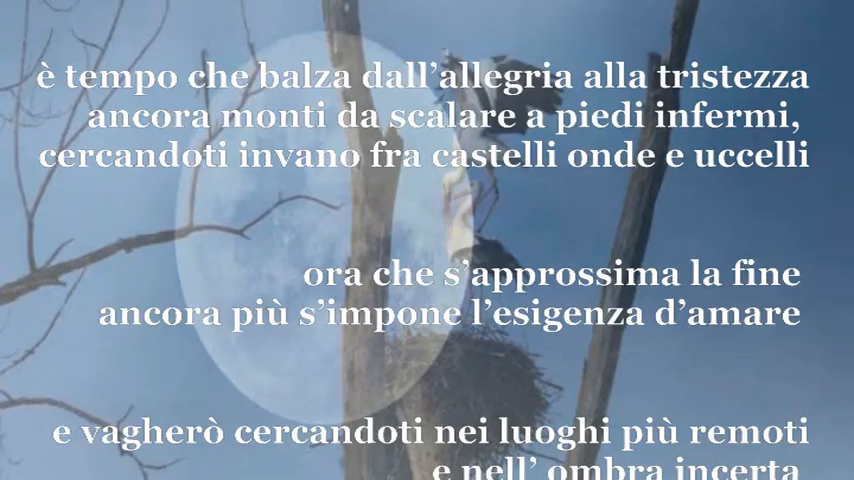 è tempo che balza dall’allegria alla tristezza
ancora monti da scalare a piedi infermi,
cercandoti invano fra castelli onde e uccelli
ora che s’approssima la fine
ancora più s’impone l’esigenza d’amare
e vagherò cercandoti nei luoghi più remoti
e nell’ ombra incerta